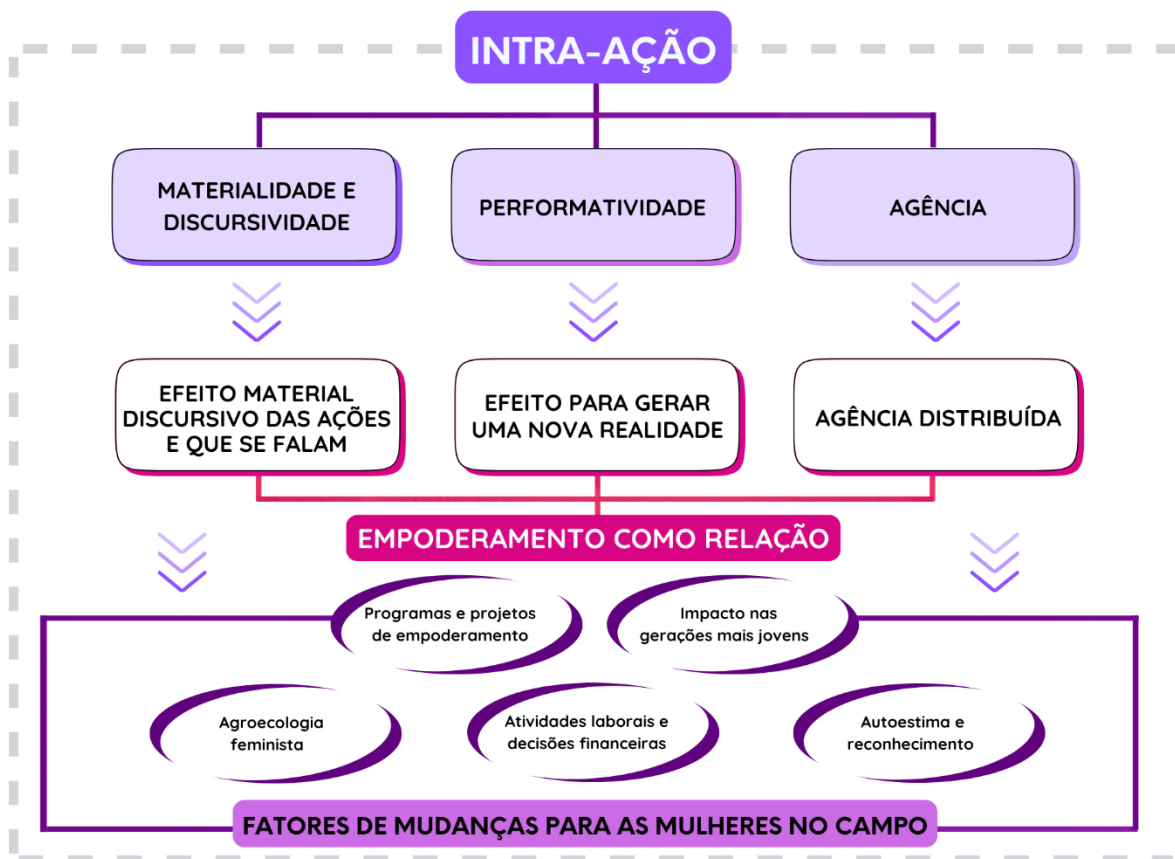 INTRA-AÇÃO
MATERIALIDADE E
DISCURSIVIDADE
PERFORMATIVIDADE
AGÊNCIA
EFEITO MATERIAL
DISCURSIVO DAS AÇÕES
E QUE SE FALAM
EFEITO PARA GERAR
UMA NOVA REALIDADE
AGÊNCIA DISTRIBUÍDA
EMPODERAMENTO COMO RELAÇÃO
Programas e projetos
de empoderamento
Impacto nas
gerações mais jovens
Agroecologia
feminista
Atividades laborais e
decisões financeiras
Autoestima e
reconhecimento
FATORES DE MUDANÇAS PARA AS MULHERES NO CAMPO